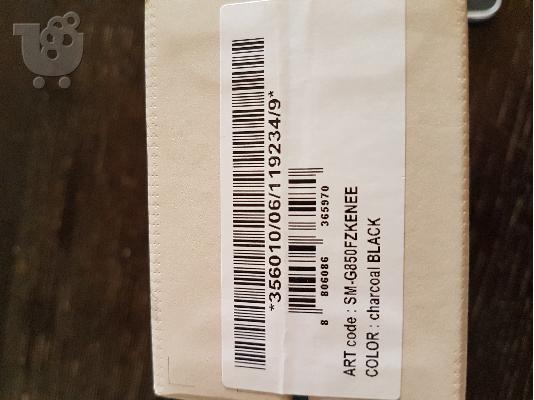 *356010/06/119234/9*
8 806086 365970
ART code : SM-G850FZKENEE
COLOR : charcoal BLACK